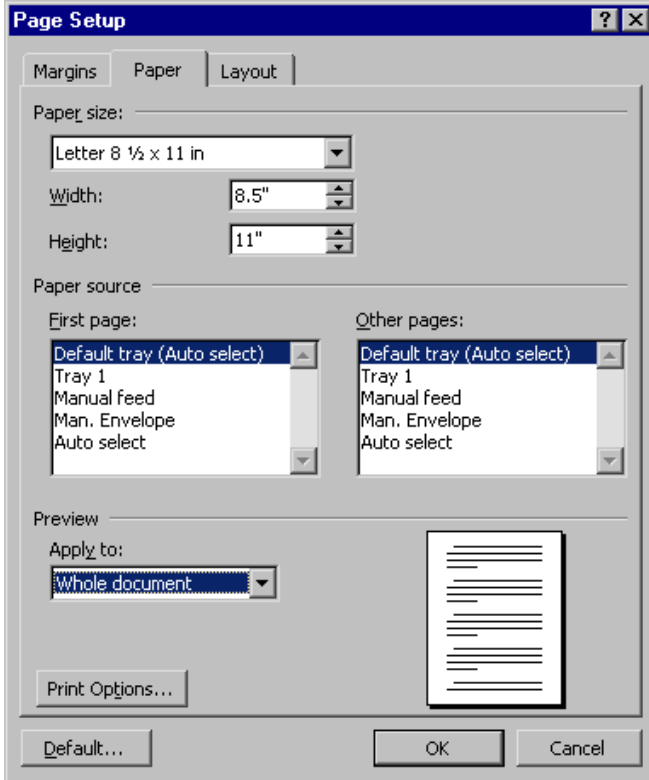 Page Setup
Margins Paper Layout
Paper size:
Letter 8 ½ x 11 in
Width: 8.5"
Height: 11"
Paper source
First page: Other pages:
Default tray (Auto select) Default tray (Auto select)
Tray 1 Tray 1
Manual feed Manual feed
Man. Envelope Man. Envelope
Auto select Auto select
Preview
Apply to:
Whole document
Print Options...
Default... OK Cancel